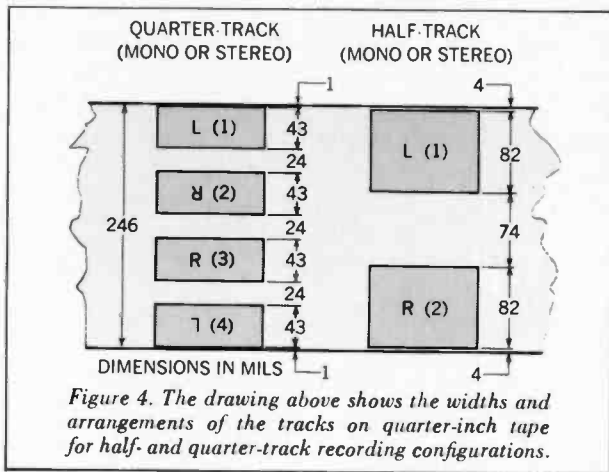 QUARTER-TRACK
(MONO OR STEREO)
HALF-TRACK
(MONO OR STEREO)
1
4
L (1)
43
24
R (2)
43
24
R (3)
43
24
L (4)
43
1
246
L (1)
82
74
R (2)
82
4
DIMENSIONS IN MILS
Figure 4. The drawing above shows the widths and
arrangements of the tracks on quarter-inch tape
for half- and quarter-track recording configurations.